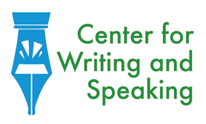 Center for
Writing and
Speaking